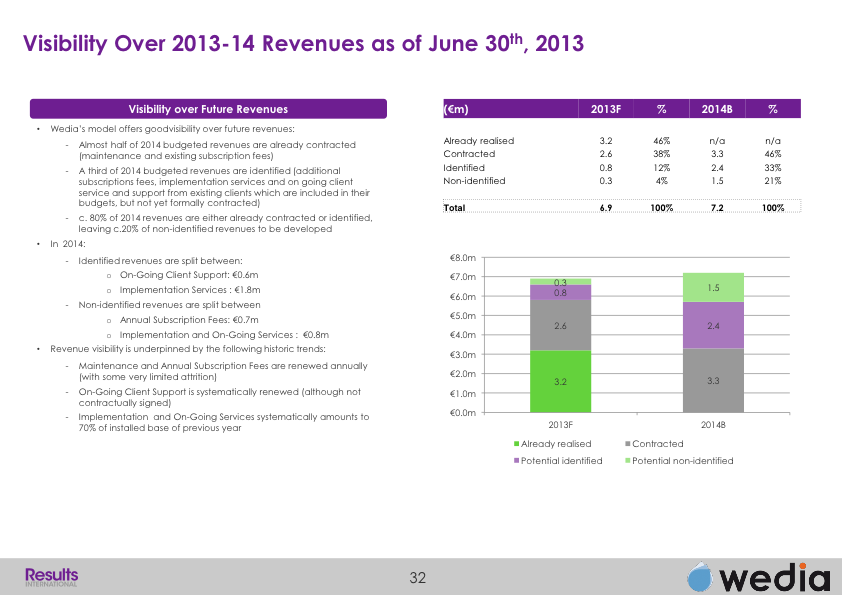 Visibility Over 2013-14 Revenues as of June 30th, 2013
Visibility over Future Revenues
• Wedia's model offers goodvisibility over future revenues:
- Almost half of 2014 budgeted revenues are already contracted
(maintenance and existing subscription fees)
- A third of 2014 budgeted revenues are identified (additional
subscriptions fees, implementation services and on going client
service and support from existing clients which are included in their
budgets, but not yet formally contracted)
- c. 80% of 2014 revenues are either already contracted or identified,
leaving c.20% of non-identified revenues to be developed
• In 2014:
- Identified revenues are split between:
o On-Going Client Support: €0.6m
o Implementation Services : €1.8m
- Non-identified revenues are split between
o Annual Subscription Fees: €0.7m
o Implementation and On-Going Services : €0.8m
• Revenue visibility is underpinned by the following historic trends:
- Maintenance and Annual Subscription Fees are renewed annually
(with some very limited attrition)
- On-Going Client Support is systematically renewed (although not
contractually signed)
- Implementation and On-Going Services systematically amounts to
70% of installed base of previous year
(€m) 2013F % 2014B %
Already realised 3.2 46% n/a n/a
Contracted 2.6 38% 3.3 46%
Identified 0.8 12% 2.4 33%
Non-identified 0.3 4% 1.5 21%
Total 6.9 100% 7.2 100%
€8.0m
€7.0m
€6.0m
€5.0m
€4.0m
€3.0m
€2.0m
€1.0m
€0.0m
0.3
0.8
2.6
3.2
1.5
2.4
3.3
2013F 2014B
Already realised Contracted
Potential identified Potential non-identified
Results
INTERNATIONAL
32
wedia